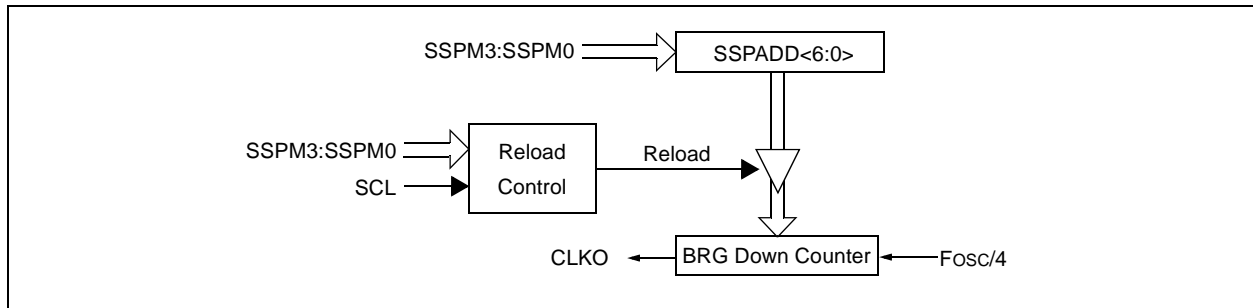 SSPM3:SSPM0
SSPADD<6:0>
SSPM3:SSPM0
SCL
Reload
Control
Reload
CLKO
BRG Down Counter
FOSC/4